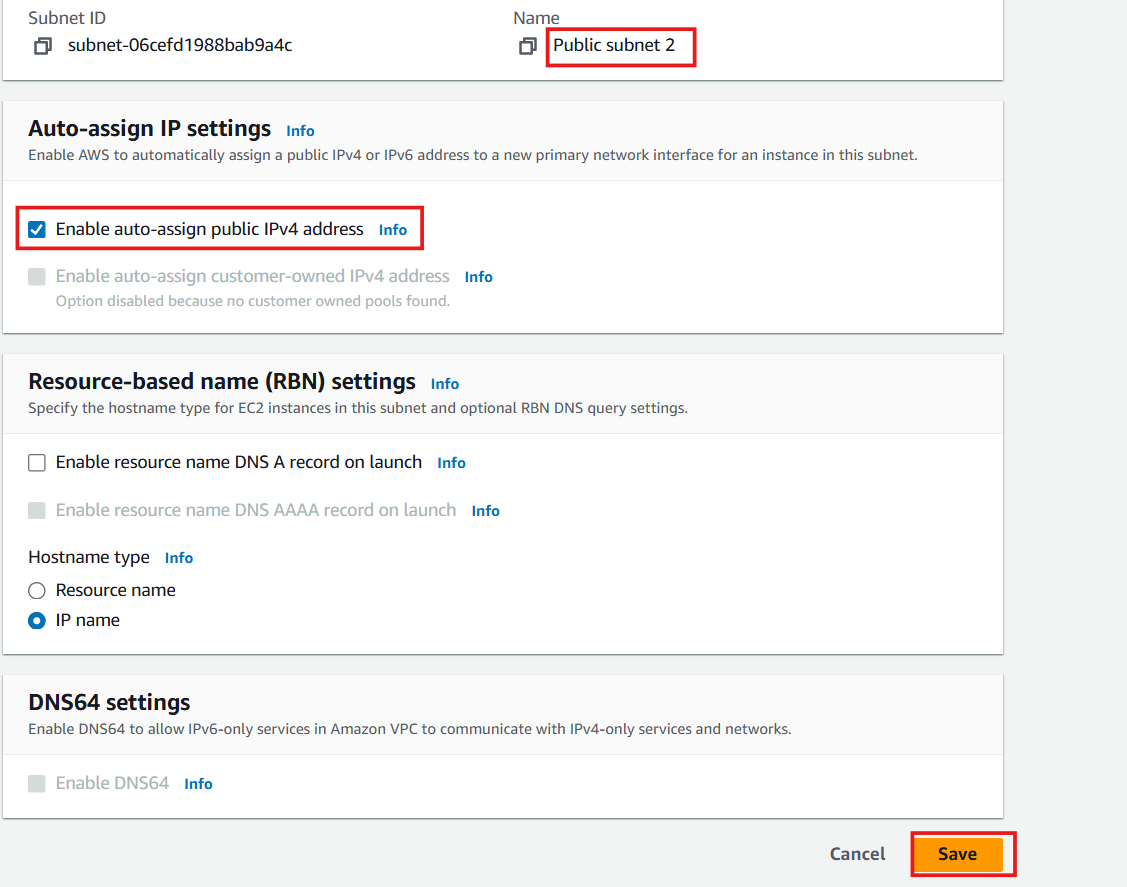 Subnet ID
Name
subnet-06cefd1988bab9a4c
Public subnet 2
Auto-assign IP settings Info
Enable AWS to automatically assign a public IPv4 or IPv6 address to a new primary network interface for an instance in this subnet.
Enable auto-assign public IPv4 address Info
Enable auto-assign customer-owned IPv4 address Info
Option disabled because no customer owned pools found.
Resource-based name (RBN) settings Info
Specify the hostname type for EC2 instances in this subnet and optional RBN DNS query settings.
Enable resource name DNS A record on launch Info
Enable resource name DNS AAAA record on launch Info
Hostname type Info
Resource name
IP name
DNS64 settings
Enable DNS64 to allow IPv6-only services in Amazon VPC to communicate with IPv4-only services and networks.
Enable DNS64 Info
Cancel
Save